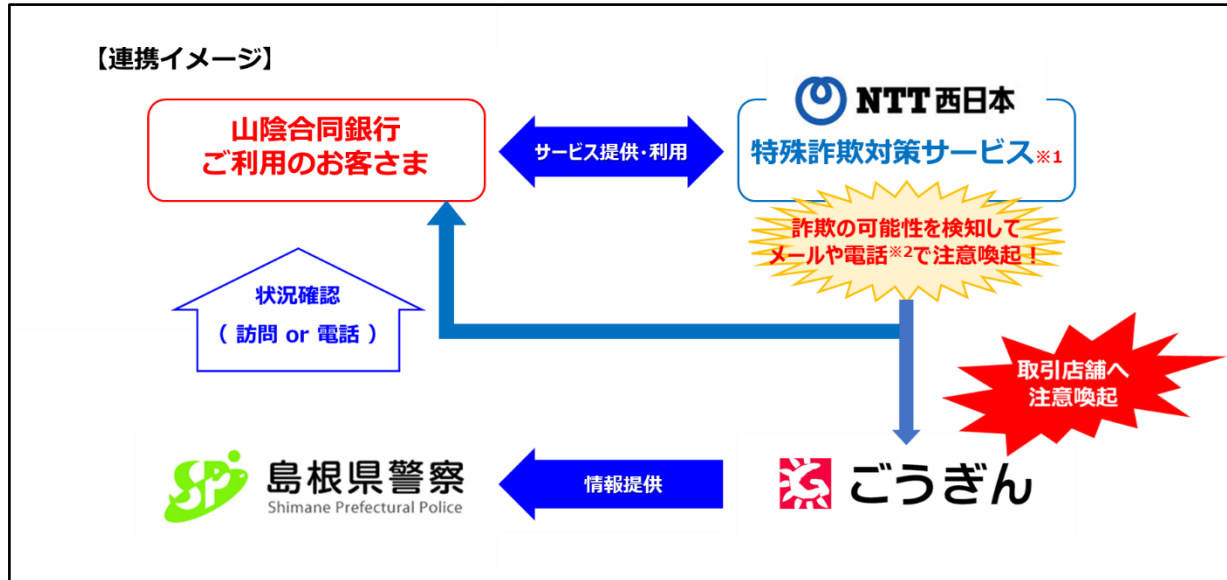 【連携イメージ】
NTT西日本
山陰合同銀行
ご利用のお客さま
サービス提供・利用
特殊詐欺対策サービス※1
詐欺の可能性を検知して
メールや電話※2で注意喚起！
状況確認
（ 訪問 or 電話 ）
取引店舗へ
注意喚起
島根県警察
Shimane Prefectural Police
情報提供
ごうぎん